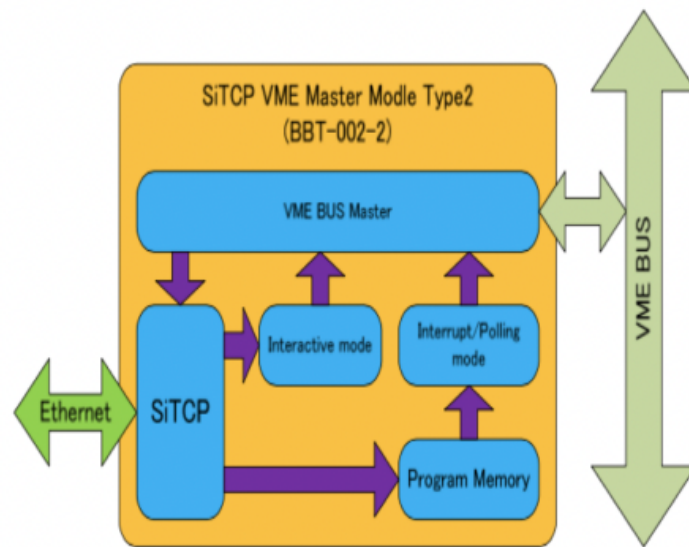 SiTCP VME Master Modle Type2
(BBT-002-2)
VME BUS Master
Interactive mode
Interrupt/Polling
mode
Ethernet
SiTCP
Program Memory
VME BUS